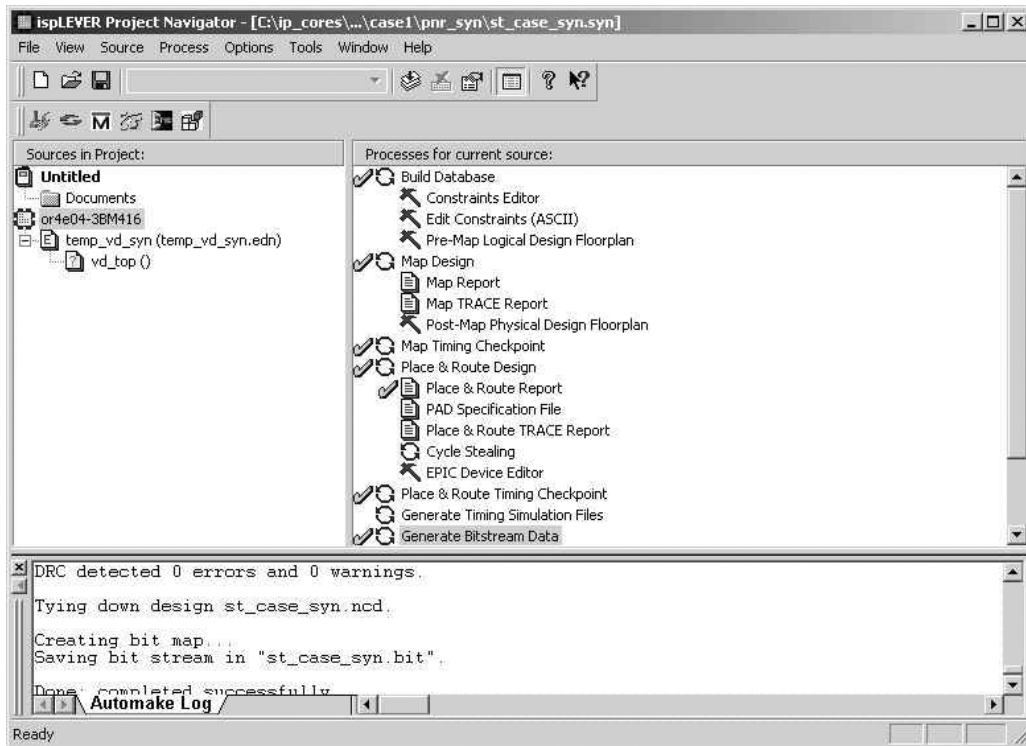 ispLEVER Project Navigator - [C:\ip_cores\...\case1\pnr_syn\st_case_syn.syn]
File View Source Process Options Tools Window Help
Sources in Project:
Untitled
Documents
or4e04-3BM416
temp_vd_syn (temp_vd_syn.edn)
vd_top ()
Processes for current source:
Build Database
Constraints Editor
Edit Constraints (ASCII)
Pre-Map Logical Design Floorplan
Map Design
Map Report
Map TRACE Report
Post-Map Physical Design Floorplan
Map Timing Checkpoint
Place & Route Design
Place & Route Report
PAD Specification File
Place & Route TRACE Report
Cycle Stealing
EPIC Device Editor
Place & Route Timing Checkpoint
Generate Timing Simulation Files
Generate Bitstream Data
DRC detected 0 errors and 0 warnings.
Tying down design st_case_syn.ncd.
Creating bit map...
Saving bit stream in "st_case_syn.bit".
Done: completed successfully
Automake Log
Ready